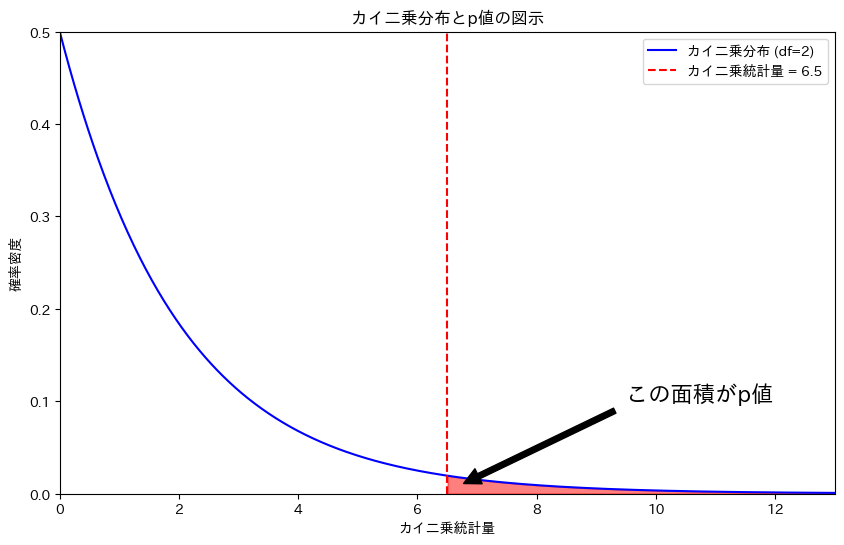 カイ二乗分布とp値の図示
カイ二乗分布 (df=2)
カイ二乗統計量 = 6.5
確率密度
0.5
0.4
0.3
0.2
0.1
0.0
この面積がp値
0 2 4 6 8 10 12
カイ二乗統計量